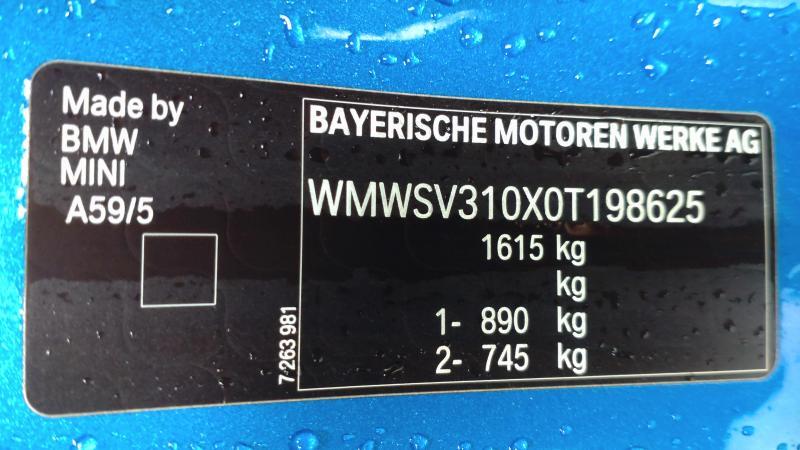 Made by
BMW
MINI
A59/5
7 263 981
BAYERISCHE MOTOREN WERKE AG
WMWSV310X0T198625
1615 kg
kg
1- 890 kg
2- 745 kg